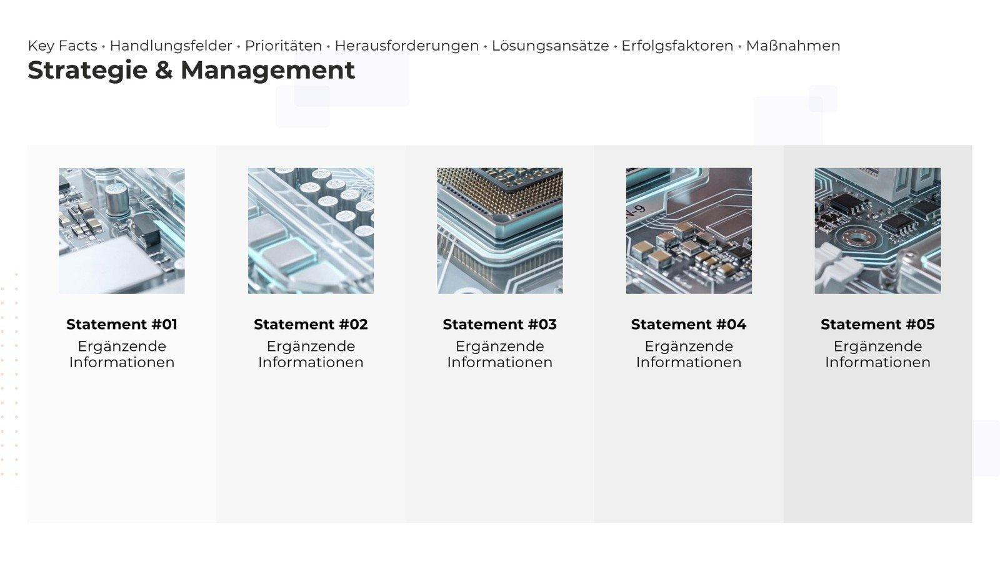 Key Facts • Handlungsfelder • Prioritäten • Herausforderungen • Lösungsansätze • Erfolgsfaktoren • Maßnahmen
Strategie & Management
N-9
Statement #01
Ergänzende
Informationen
Statement #02
Ergänzende
Informationen
Statement #03
Ergänzende
Informationen
Statement #04
Ergänzende
Informationen
Statement #05
Ergänzende
Informationen